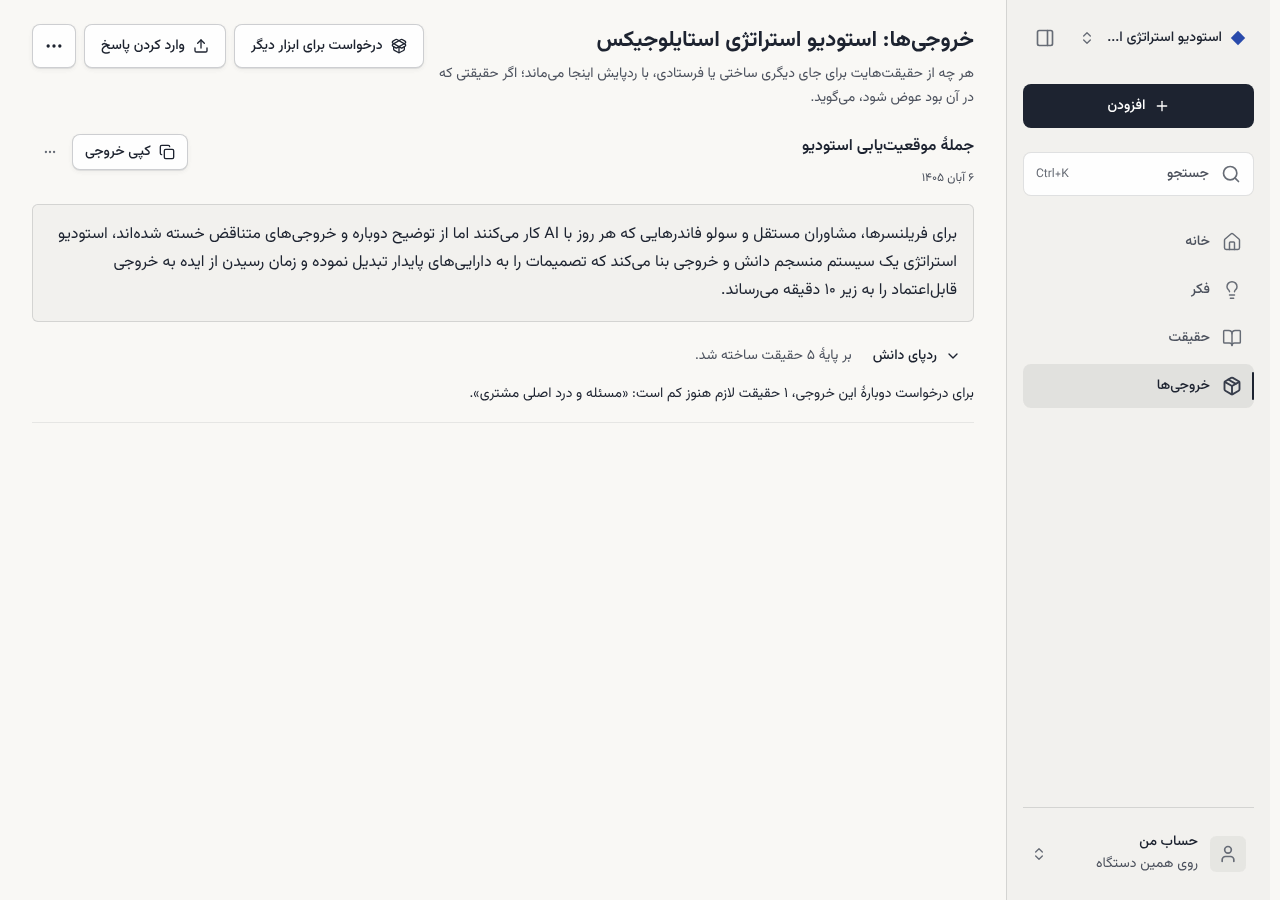 استودیو استراتژی ا...
افزودن
جستجو
Ctrl+K
خانه
فکر
حقیقت
خروجی‌ها
حساب من
روی همین دستگاه
خروجی‌ها: استودیو استراتژی استایلوجیکس
هر چه از حقیقت‌هایت برای جای دیگری ساختی یا فرستادی، با ردپایش اینجا می‌ماند؛ اگر حقیقتی که
در آن بود عوض شود، می‌گوید.
درخواست برای ابزار دیگر
وارد کردن پاسخ
جملهٔ موقعیت‌یابی استودیو
۶ آبان ۱۴۰۵
کپی خروجی
برای فریلنسرها، مشاوران مستقل و سولو فاندرهایی که هر روز با AI کار می‌کنند اما از توضیح دوباره و خروجی‌های متناقض خسته شده‌اند، استودیو
استراتژی یک سیستم منسجم دانش و خروجی بنا می‌کند که تصمیمات را به دارایی‌های پایدار تبدیل نموده و زمان رسیدن از ایده به خروجی
قابل‌اعتماد را به زیر ۱۰ دقیقه می‌رساند.
ردپای دانش
بر پایهٔ ۵ حقیقت ساخته شد.
برای درخواست دوبارهٔ این خروجی، ۱ حقیقت لازم هنوز کم است: «مسئله و درد اصلی مشتری».